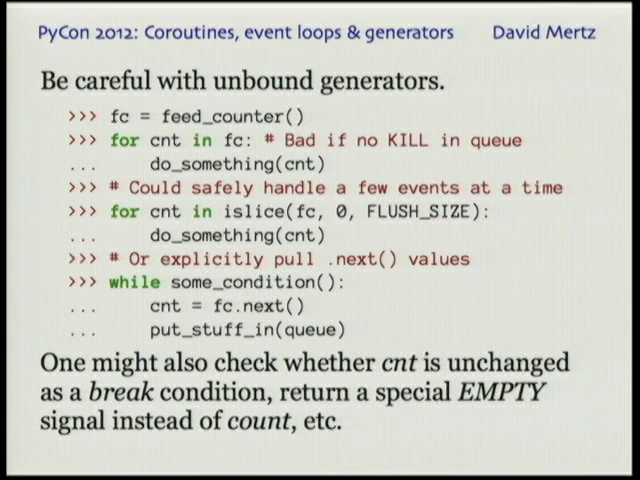 PyCon 2012: Coroutines, event loops & generators David Mertz
Be careful with unbound generators.
>>> fc = feed_counter()
>>> for cnt in fc: # Bad if no KILL in queue
... do_something(cnt)
>>> # Could safely handle a few events at a time
>>> for cnt in islice(fc, 0, FLUSH_SIZE):
... do_something(cnt)
>>> # Or explicitly pull .next() values
>>> while some_condition():
... cnt = fc.next()
... put_stuff_in(queue)
One might also check whether cnt is unchanged
as a break condition, return a special EMPTY
signal instead of count, etc.